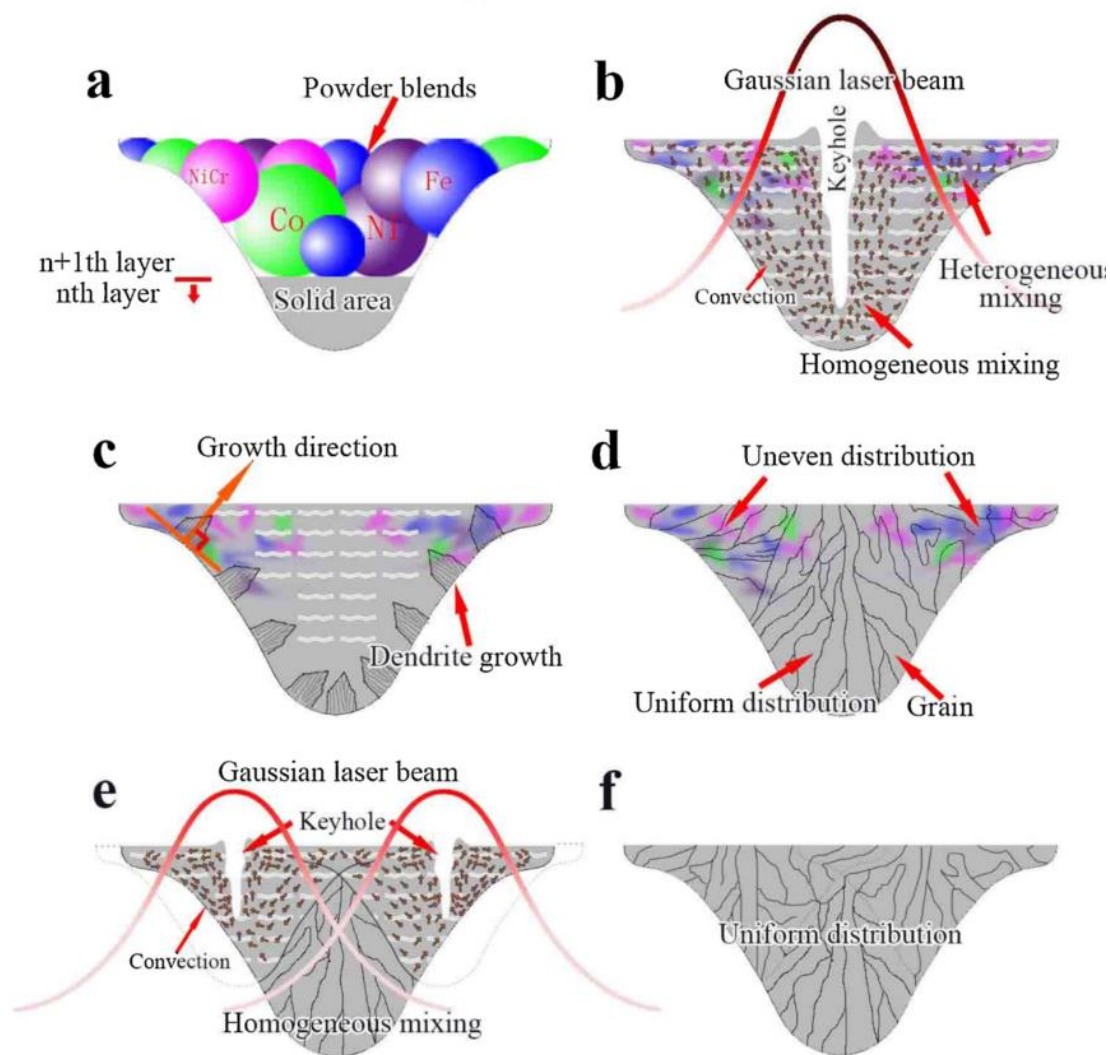 a
Powder blends
NiCr
Co
Ni
Fe
n+1th layer
nth layer
Solid area
b
Gaussian laser beam
Keyhole
Convection
Heterogeneous
mixing
Homogeneous mixing
c
Growth direction
Dendrite growth
d
Uneven distribution
Uniform distribution
Grain
e
Gaussian laser beam
Keyhole
Convection
Homogeneous mixing
f
Uniform distribution